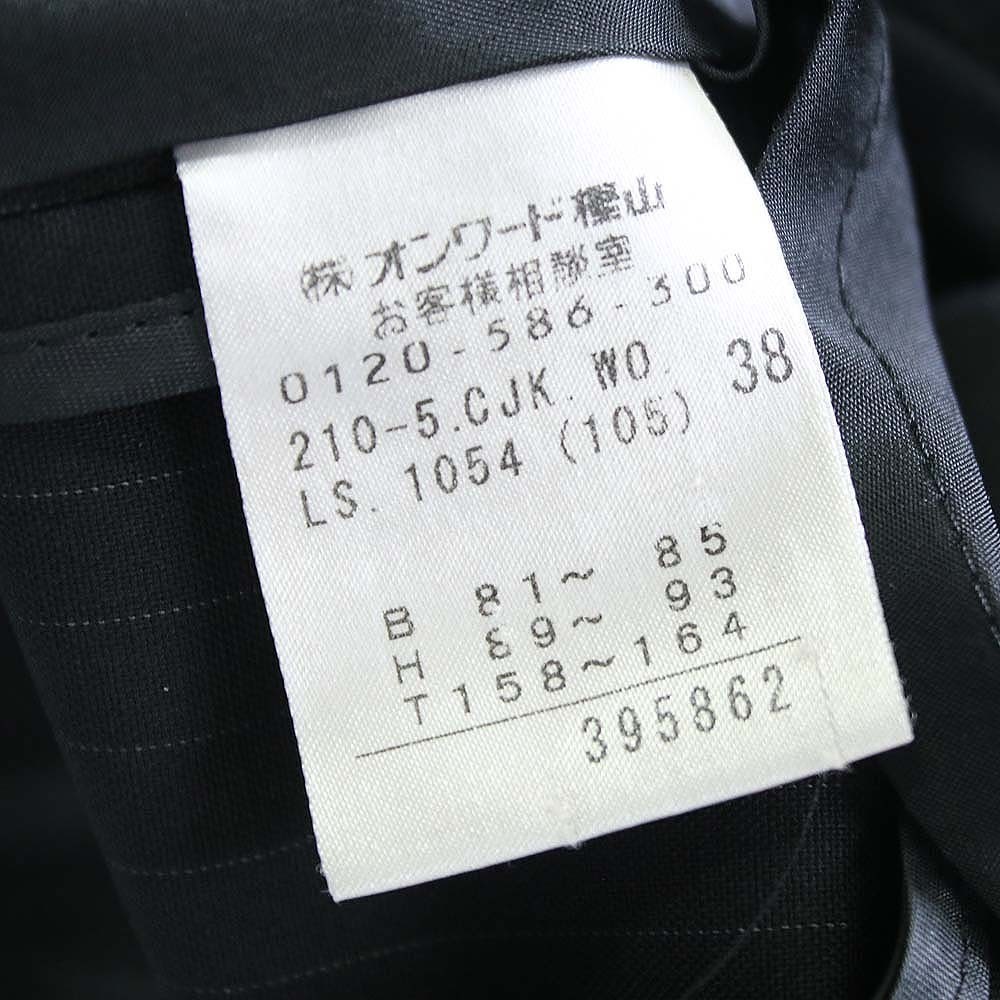 (株)オンワード樫山
お客様相談室
0120-586-300
210-5.CJK.WO. 38
LS. 1054 (105)
B 81~ 85
H 89~ 93
T158~164
395862